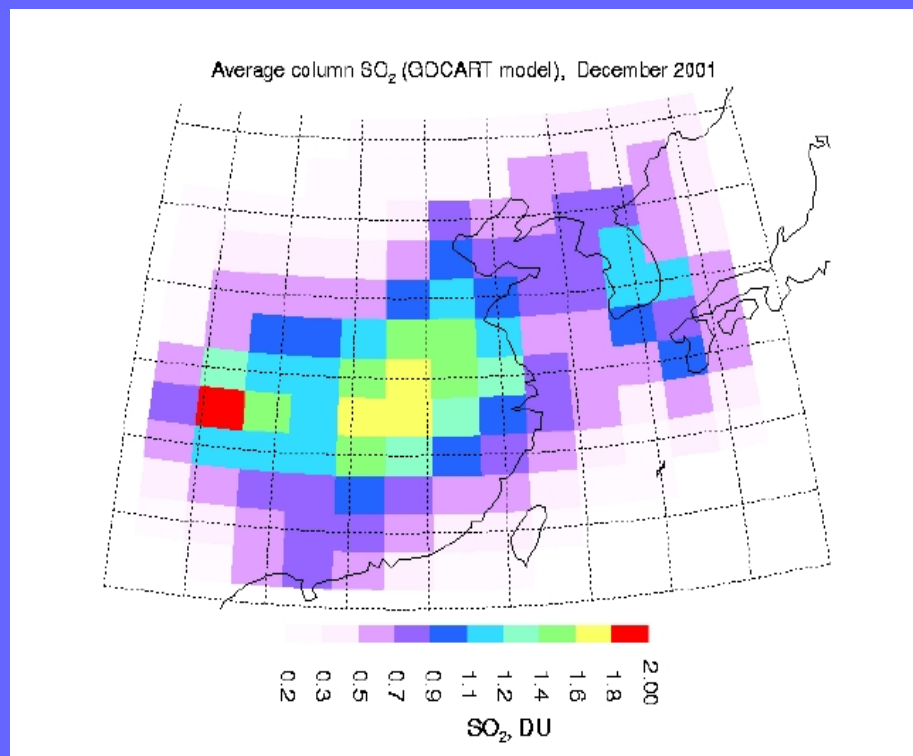 Average column SO₂ (GOCART model), December 2001
0.2 0.3 0.5 0.7 0.9 1.1 1.2 1.4 1.6 1.8 2.00
SO₂, DU